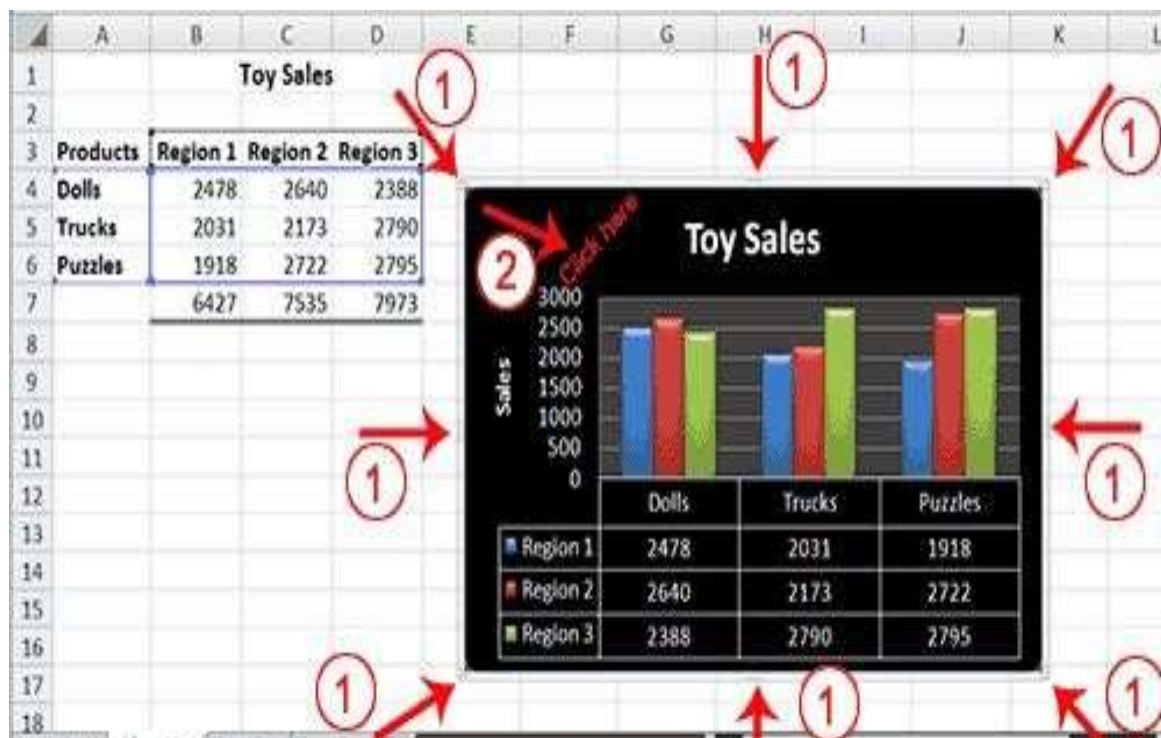 A B C D E F G H I J K L
1 Toy Sales
2
3 Products Region 1 Region 2 Region 3
4 Dolls 2478 2640 2388
5 Trucks 2031 2173 2790
6 Puzzles 1918 2722 2795
7 6427 7535 7973
8
9
10
11
12
13
14
15
16
17
18
1
1
1
2
Click here
Toy Sales
Sales
3000
2500
2000
1500
1000
500
0
1
1
Dolls Trucks Puzzles
Region 1 2478 2031 1918
Region 2 2640 2173 2722
Region 3 2388 2790 2795
1
1
1